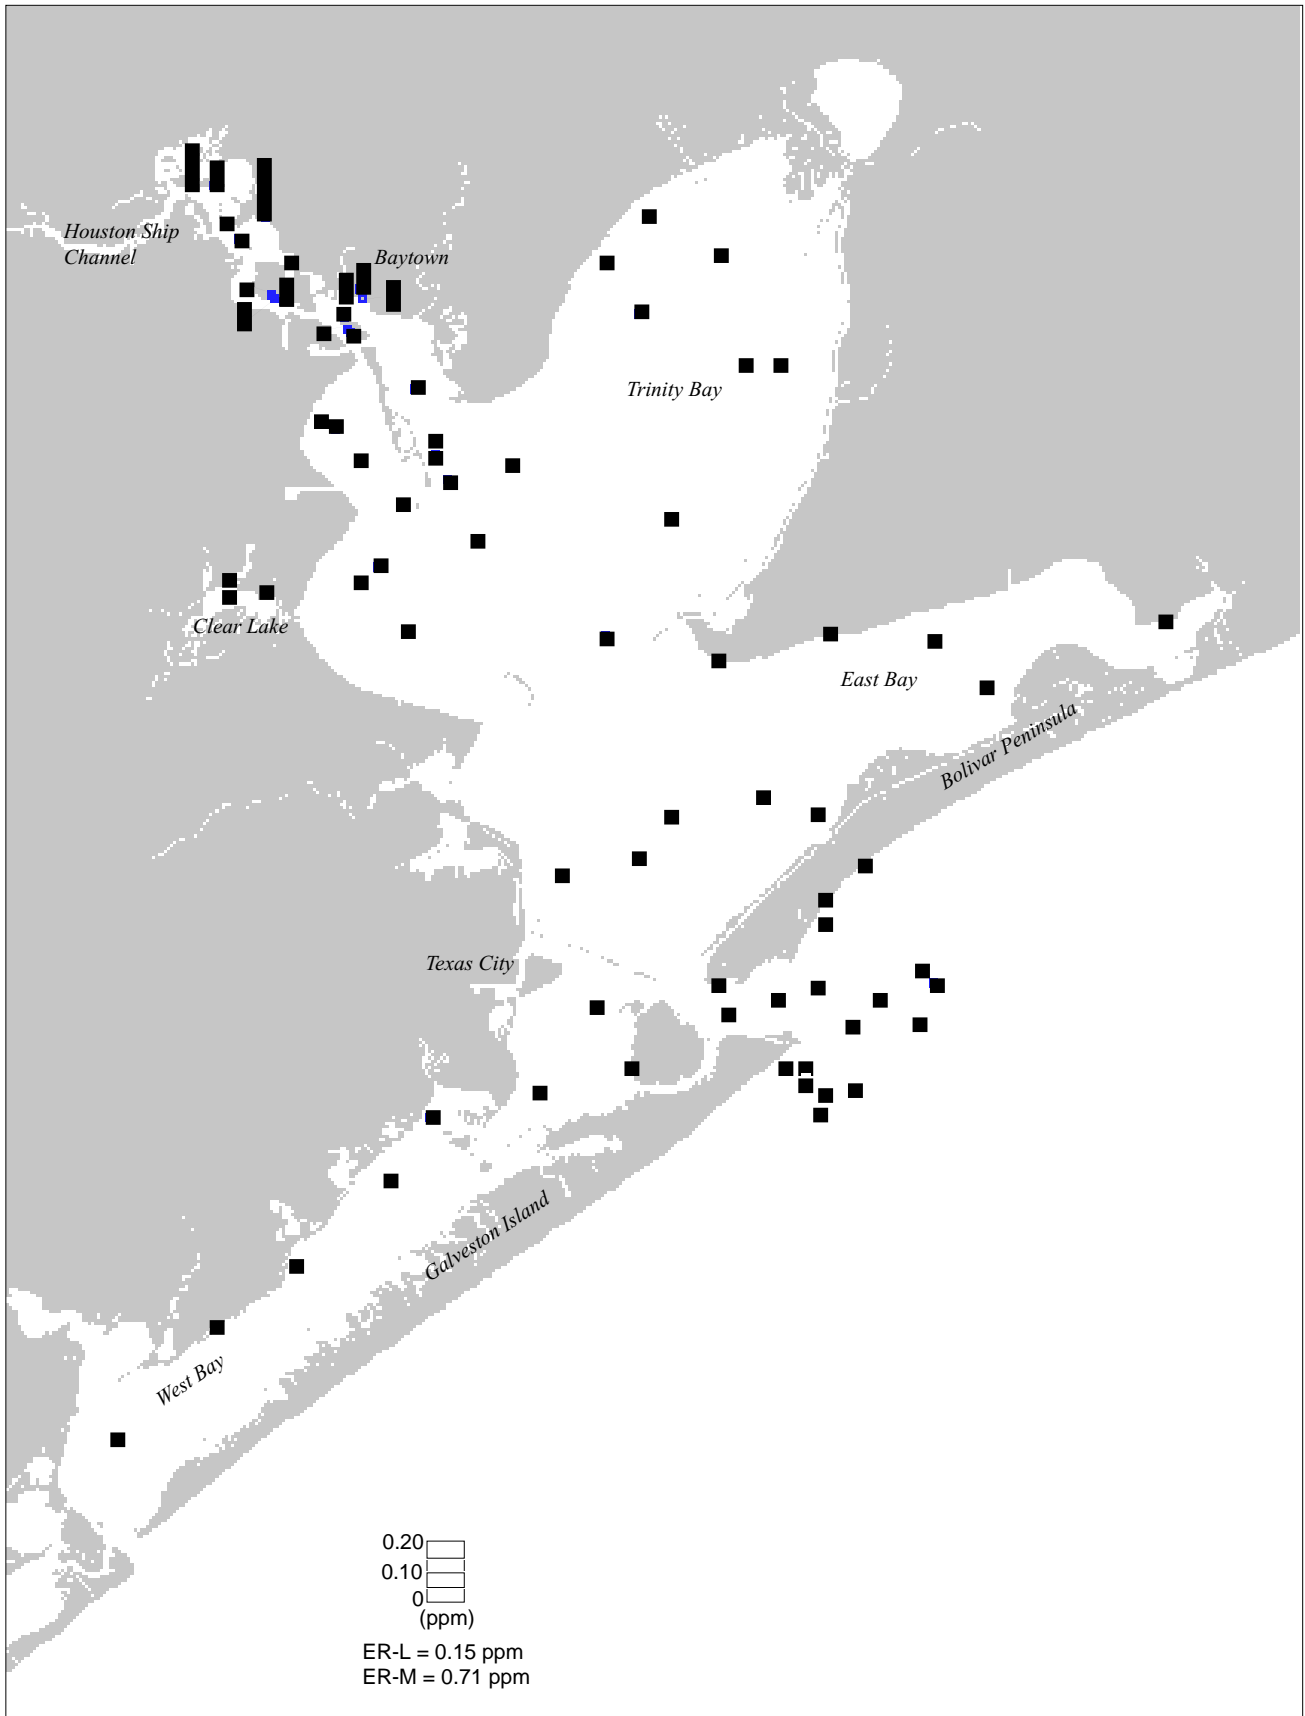 Houston Ship
Channel
Baytown
Trinity Bay
Clear Lake
East Bay
Bolivar Peninsula
Texas City
Galveston Island
West Bay
0.20
0.10
0
(ppm)
ER-L = 0.15 ppm
ER-M = 0.71 ppm